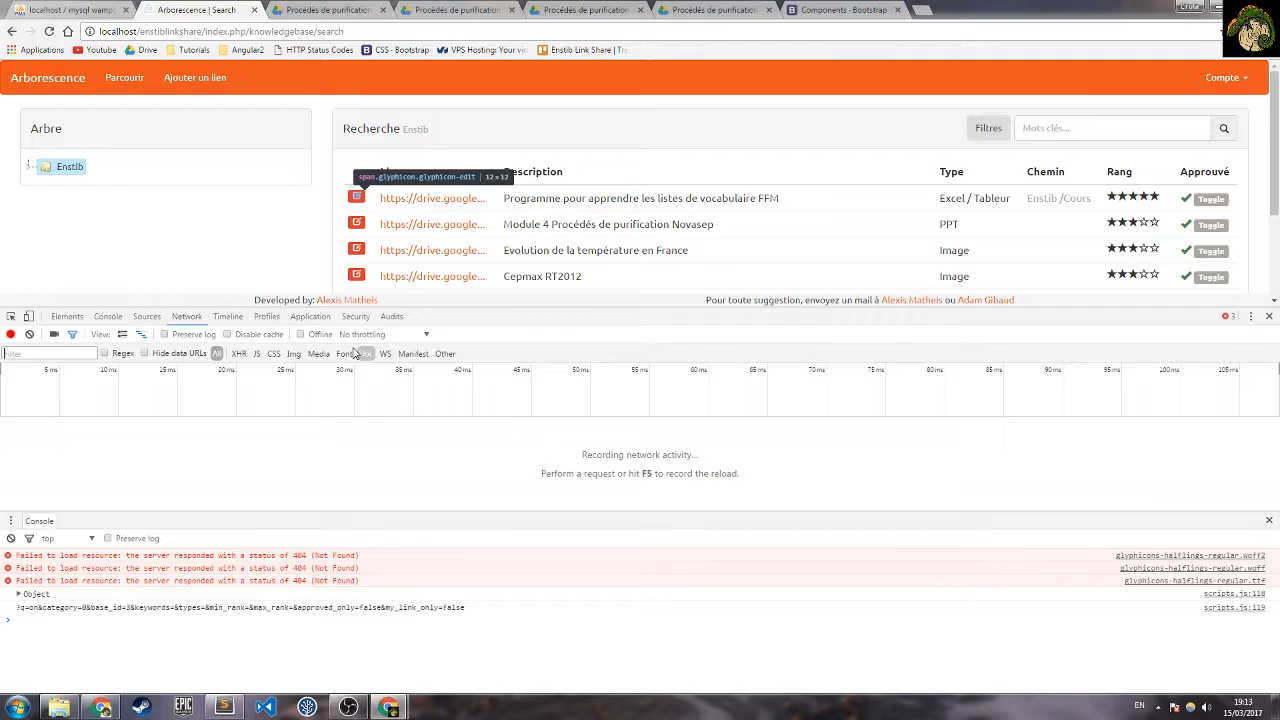 localhost / mysql wampse
Arborescence | Search
Procédés de purification
Procédés de purification
Procédés de purification
Procédés de purification
Components · Bootstrap
localhost/enstiblinkshare/index.php/knowledgebase/search
Applications
Youtube
Drive
Tutorials
HTTP Status Codes
CSS · Bootstrap
VPS Hosting: Your virt
Angular2
Enstib Link Share | Tre
Arborescence
Parcourir
Ajouter un lien
Compte
Arbre
Enstib
Recherche Enstib
Filtres
Mots clés...
span.glyphicon.glyphicon-edit | 12×12
Type
Chemin
Rang
Approuvé
https://drive.google...
Programme pour apprendre les listes de vocabulaire FFM
Excel / Tableur
Enstib /Cours
Toggle
https://drive.google...
Module 4 Procédés de purification Novasep
PPT
Toggle
https://drive.google...
Evolution de la température en France
Image
Toggle
https://drive.google...
Cepmax RT2012
Image
Toggle
Developed by: Alexis Matheis
Pour toute suggestion, envoyez un mail à Alexis Matheis ou Adam Gibaud
Elements Console Sources Network Timeline Profiles Application Security Audits
3
View:
Preserve log
Disable cache
Offline
No throttling
Filter
Regex
Hide data URLs
All
XHR JS CSS Img Media Font Doc WS Manifest Other
5 ms 10 ms 15 ms 20 ms 25 ms 30 ms 35 ms 40 ms 45 ms 50 ms 55 ms 60 ms 65 ms 70 ms 75 ms 80 ms 85 ms 90 ms 95 ms 100 ms 105 ms
Recording network activity...
Perform a request or hit F5 to record the reload.
Console
top
Preserve log
Failed to load resource: the server responded with a status of 404 (Not Found)
glyphicons-halflings-regular.woff2
Failed to load resource: the server responded with a status of 404 (Not Found)
glyphicons-halflings-regular.woff
Failed to load resource: the server responded with a status of 404 (Not Found)
glyphicons-halflings-regular.ttf
Object
scripts.js:118
?q=on&category=0&base_id=3&keywords=&types=&min_rank=&max_rank=&approved_only=false&my_link_only=false
scripts.js:119
EN
19:13
15/03/2017